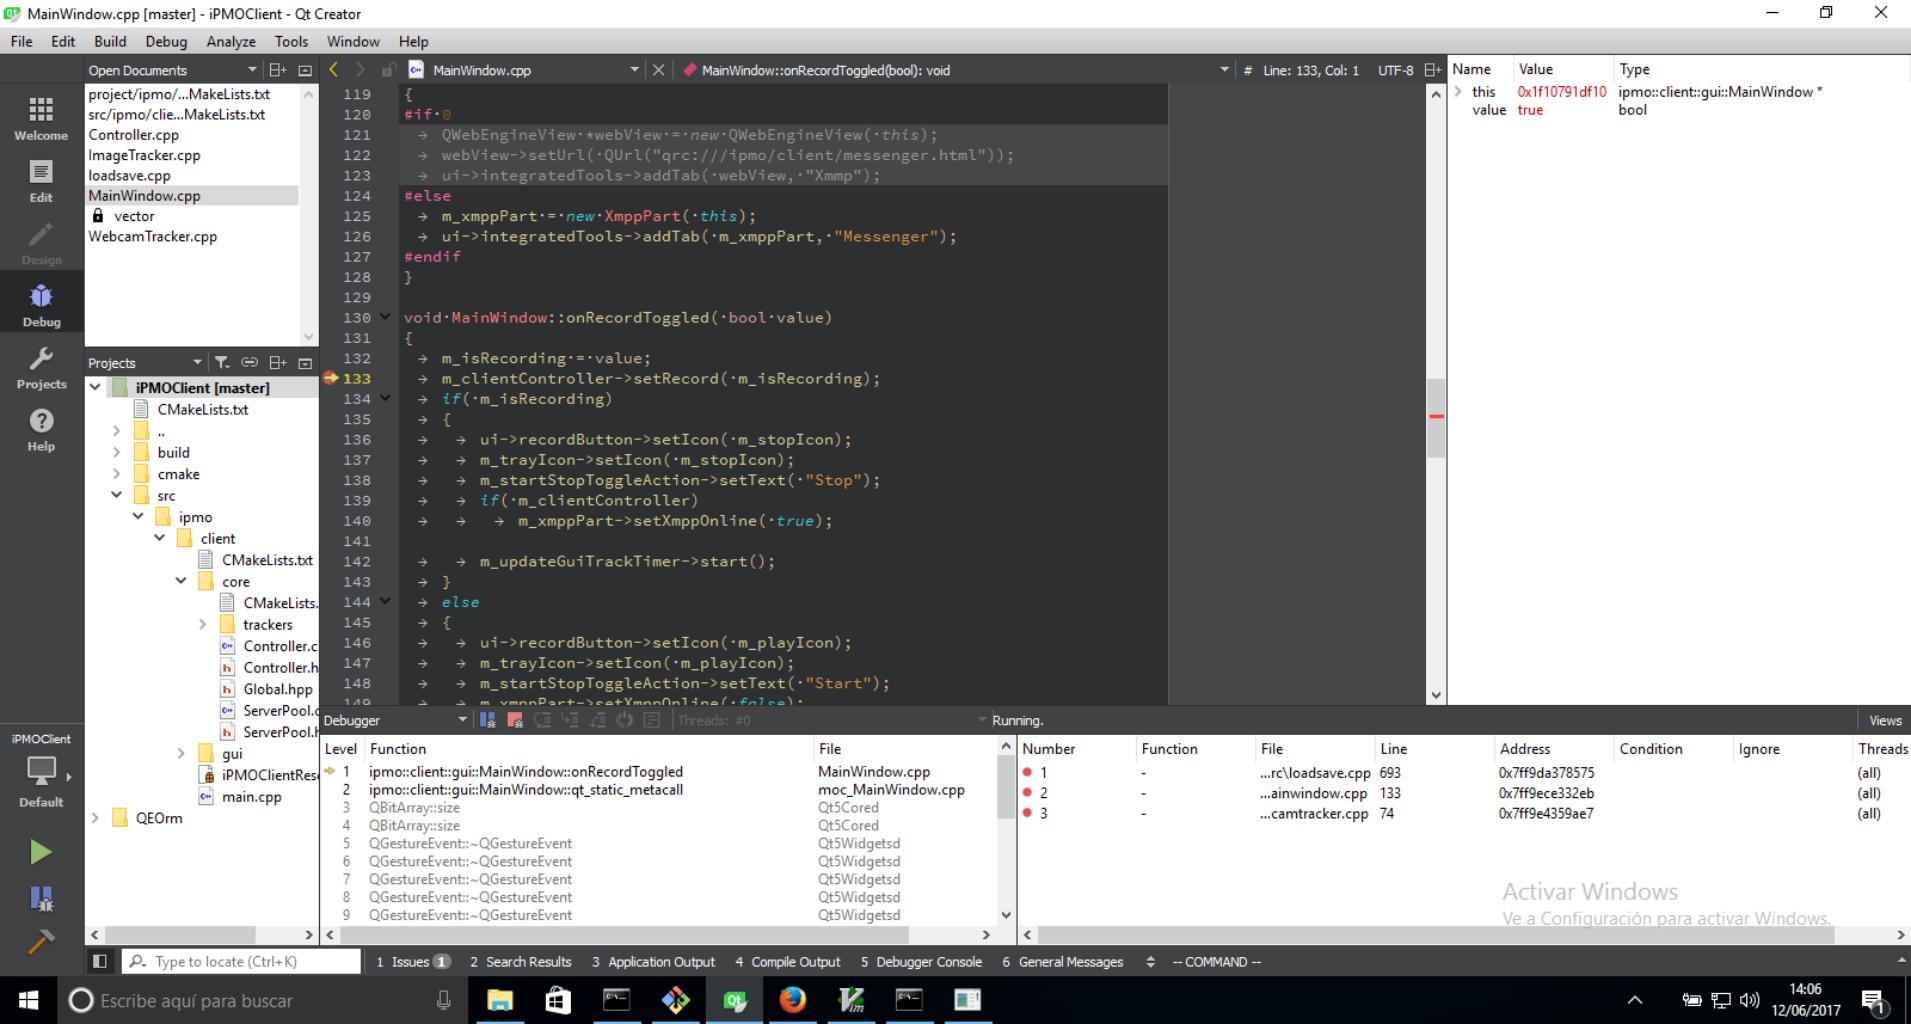 MainWindow.cpp [master] - iPMOClient - Qt Creator
File Edit Build Debug Analyze Tools Window Help
Open Documents
MainWindow.cpp
MainWindow::onRecordToggled(bool): void
# Line: 133, Col: 1 UTF-8
Welcome
Edit
Design
Debug
Projects
Help
project/ipmo/...MakeLists.txt
src/ipmo/clie...MakeLists.txt
Controller.cpp
ImageTracker.cpp
loadsave.cpp
MainWindow.cpp
vector
WebcamTracker.cpp
Projects
iPMOClient [master]
CMakeLists.txt
..
build
cmake
src
ipmo
client
CMakeLists.txt
core
CMakeLists.
trackers
Controller.c
Controller.h
Global.hpp
ServerPool.c
ServerPool.h
gui
iPMOClientRes
main.cpp
QEOrm
119 {
120 #if·0
121 → QWebEngineView·*webView·=·new·QWebEngineView(·this);
122 → webView->setUrl(·QUrl("qrc:///ipmo/client/messenger.html"));
123 → ui->integratedTools->addTab(·webView,·"Xmmp");
124 #else
125 → m_xmppPart·=·new·XmppPart(·this);
126 → ui->integratedTools->addTab(·m_xmppPart,·"Messenger");
127 #endif
128 }
129
130 void·MainWindow::onRecordToggled(·bool·value)
131 {
132 → m_isRecording·=·value;
133 → m_clientController->setRecord(·m_isRecording);
134 → if(·m_isRecording)
135 → {
136 → → ui->recordButton->setIcon(·m_stopIcon);
137 → → m_trayIcon->setIcon(·m_stopIcon);
138 → → m_startStopToggleAction->setText(·"Stop");
139 → → if(·m_clientController)
140 → → → m_xmppPart->setXmppOnline(·true);
141
142 → → m_updateGuiTrackTimer->start();
143 → }
144 → else
145 → {
146 → → ui->recordButton->setIcon(·m_playIcon);
147 → → m_trayIcon->setIcon(·m_playIcon);
148 → → m_startStopToggleAction->setText(·"Start");
149 → → m_xmppPart->setXmppOnline(·false);
Name Value Type
this 0x1f10791df10 ipmo::client::gui::MainWindow *
value true bool
Debugger Threads: #0 Running. Views
Level Function File
1 ipmo::client::gui::MainWindow::onRecordToggled MainWindow.cpp
2 ipmo::client::gui::MainWindow::qt_static_metacall moc_MainWindow.cpp
3 QBitArray::size Qt5Cored
4 QBitArray::size Qt5Cored
5 QGestureEvent::~QGestureEvent Qt5Widgetsd
6 QGestureEvent::~QGestureEvent Qt5Widgetsd
7 QGestureEvent::~QGestureEvent Qt5Widgetsd
8 QGestureEvent::~QGestureEvent Qt5Widgetsd
9 QGestureEvent::~QGestureEvent Qt5Widgetsd
Number Function File Line Address Condition Ignore Threads
1 - ...rc\loadsave.cpp 693 0x7ff9da378575 (all)
2 - ...ainwindow.cpp 133 0x7ff9ece332eb (all)
3 - ...camtracker.cpp 74 0x7ff9e4359ae7 (all)
Activar Windows
Ve a Configuración para activar Windows.
iPMOClient
Default
Type to locate (Ctrl+K)
1 Issues 1 2 Search Results 3 Application Output 4 Compile Output 5 Debugger Console 6 General Messages -- COMMAND --
Escribe aquí para buscar
Qt
Vim
14:06
12/06/2017
1